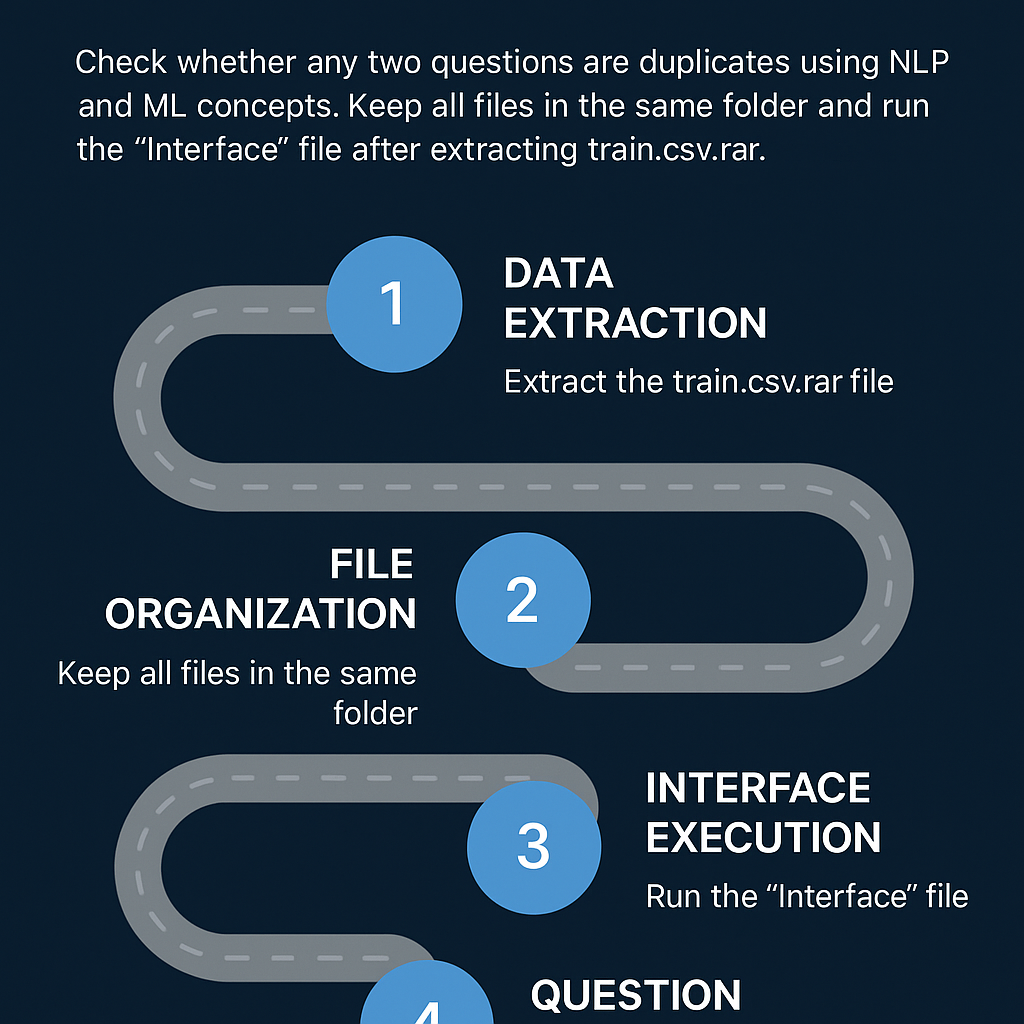 Check whether any two questions are duplicates using NLP
and ML concepts. Keep all files in the same folder and run
the “Interface” file after extracting train.csv.rar.
1
DATA
EXTRACTION
Extract the train.csv.rar file
FILE
ORGANIZATION
2
Keep all files in the same
folder
3
INTERFACE
EXECUTION
Run the “Interface” file
4
QUESTION